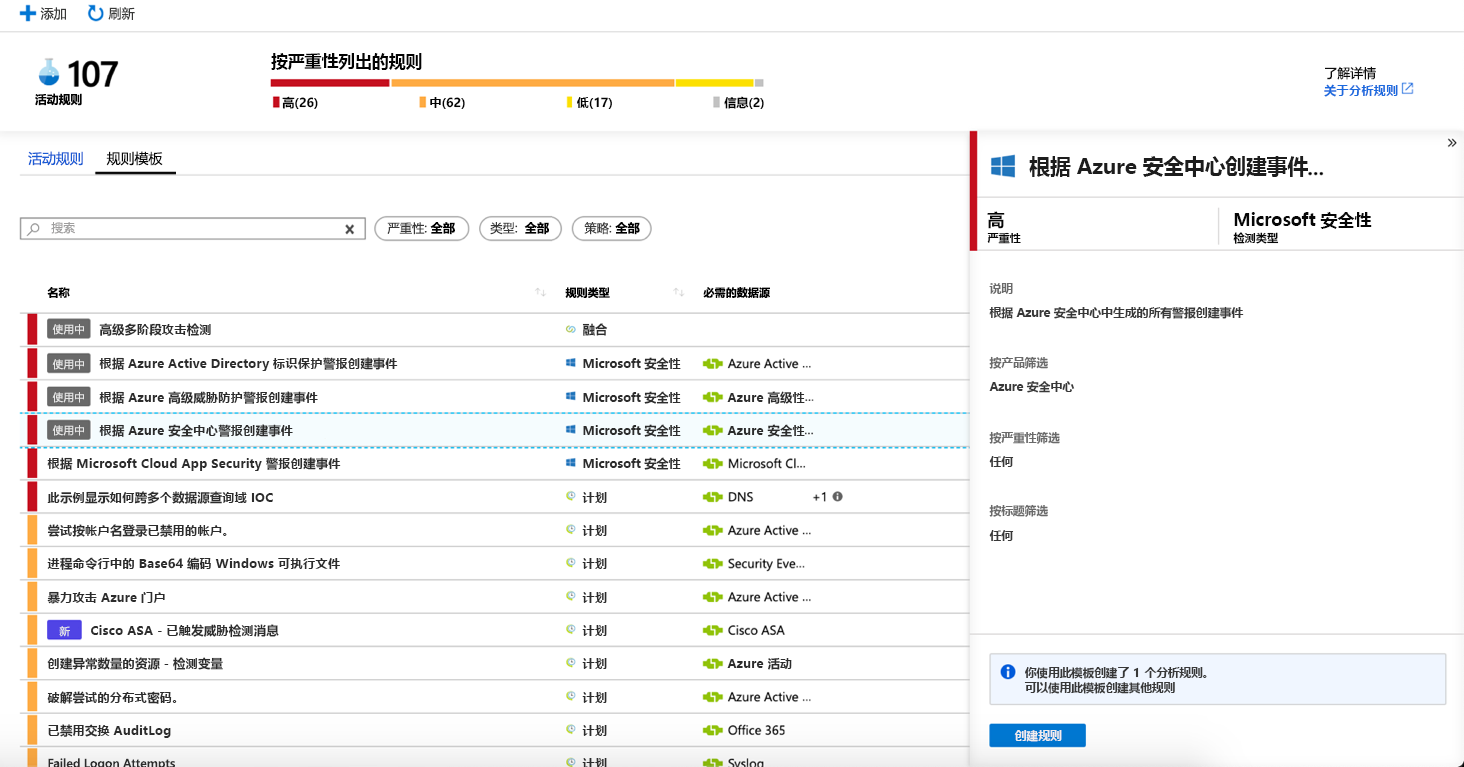 添加 刷新
107
活动规则
按严重性列出的规则
高(26) 中(62) 低(17) 信息(2)
了解详情
关于分析规则
活动规则 规则模板
搜索 严重性: 全部 类型: 全部 策略: 全部
名称 规则类型 必需的数据源
使用中 高级多阶段攻击检测 融合
使用中 根据 Azure Active Directory 标识保护警报创建事件 Microsoft 安全性 Azure Active ...
使用中 根据 Azure 高级威胁防护警报创建事件 Microsoft 安全性 Azure 高级性...
使用中 根据 Azure 安全中心警报创建事件 Microsoft 安全性 Azure 安全性...
根据 Microsoft Cloud App Security 警报创建事件 Microsoft 安全性 Microsoft Cl...
此示例显示如何跨多个数据源查询域 IOC 计划 DNS +1
尝试按帐户名登录已禁用的帐户。 计划 Azure Active ...
进程命令行中的 Base64 编码 Windows 可执行文件 计划 Security Eve...
暴力攻击 Azure 门户 计划 Azure Active ...
新 Cisco ASA - 已触发威胁检测消息 计划 Cisco ASA
创建异常数量的资源 - 检测变量 计划 Azure 活动
破解尝试的分布式密码。 计划 Azure Active ...
已禁用交换 AuditLog 计划 Office 365
Failed Logon Attempts 计划 Syslog
根据 Azure 安全中心创建事件...
高 Microsoft 安全性
严重性 检测类型
说明
根据 Azure 安全中心中生成的所有警报创建事件
按产品筛选
Azure 安全中心
按严重性筛选
任何
按标题筛选
任何
你使用此模板创建了 1 个分析规则。
可以使用此模板创建其他规则
创建规则